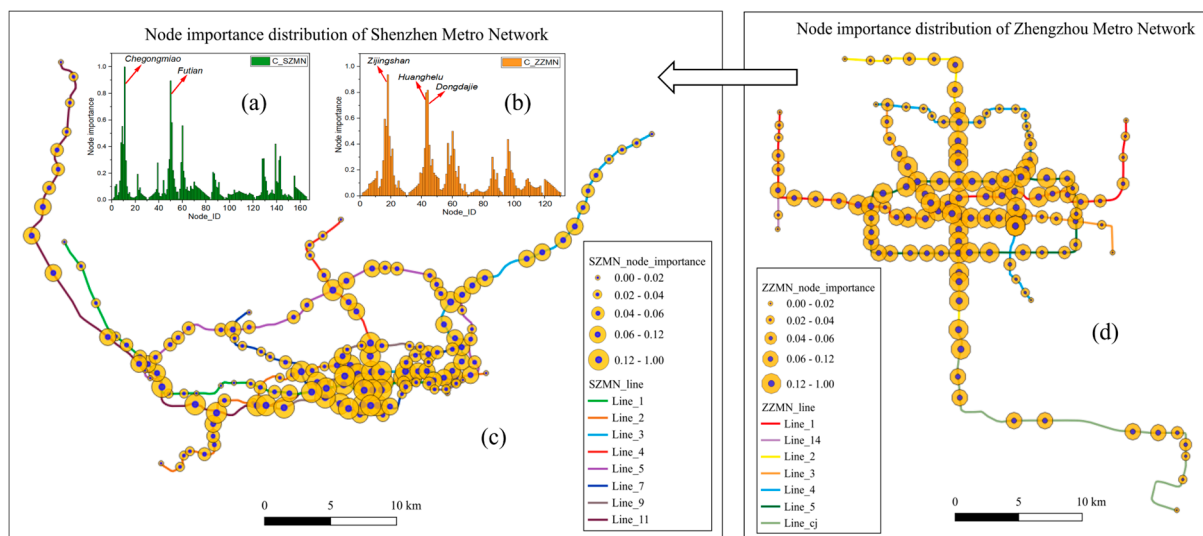 Node importance distribution of Shenzhen Metro Network
Node importance distribution of Zhengzhou Metro Network
1.0
0.8
0.6
0.4
0.2
0.0
Node importance
Chegongmiao
Futian
C_SZMN
(a)
0 20 40 60 80 100 120 140 160
Node_ID
1.0
0.8
0.6
0.4
0.2
0.0
Node importance
Zijingshan
Huanghelu
Dongdajie
C_ZZMN
(b)
0 20 40 60 80 100 120
Node_ID
(c)
0 5 10 km
SZMN_node_importance
0.00 - 0.02
0.02 - 0.04
0.04 - 0.06
0.06 - 0.12
0.12 - 1.00
SZMN_line
Line_1
Line_2
Line_3
Line_4
Line_5
Line_7
Line_9
Line_11
ZZMN_node_importance
0.00 - 0.02
0.02 - 0.04
0.04 - 0.06
0.06 - 0.12
0.12 - 1.00
ZZMN_line
Line_1
Line_14
Line_2
Line_3
Line_4
Line_5
Line_cj
(d)
0 5 10 km